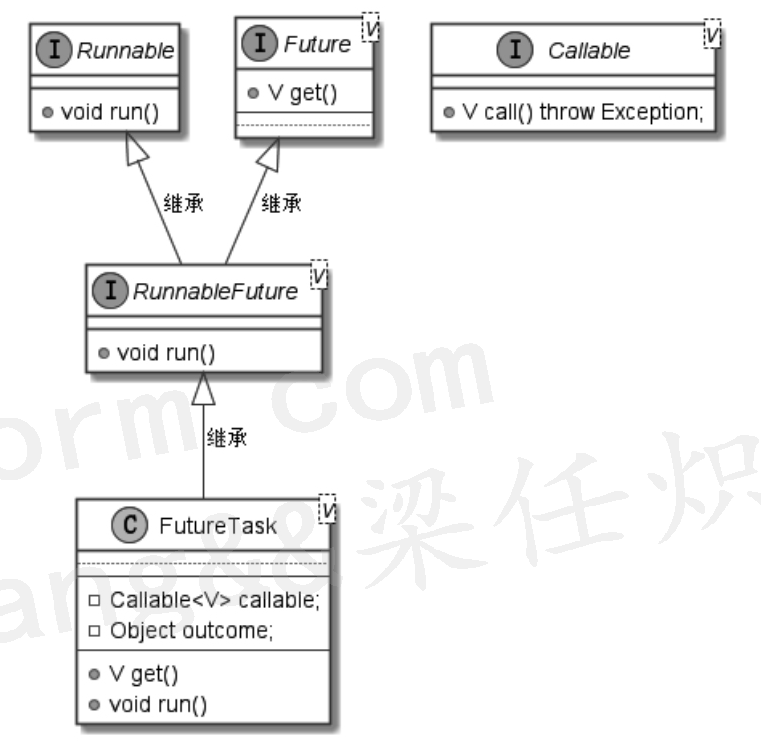 I Runnable
V
I Future
V
I Callable
void run()
V get()
V call() throw Exception;
继承
继承
V
I RunnableFuture
void run()
继承
V
C FutureTask
Callable<V> callable;
Object outcome;
V get()
void run()
orm com
ang&&梁任炽